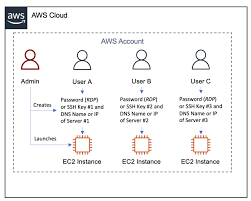 aws
AWS Cloud
AWS Account
Admin
User A
User B
User C
Creates
Launches
Password (RDP)
or SSH Key #1 and
DNS Name or IP
of Server #1
Password (RDP)
or SSH Key #2 and
DNS Name or IP
of Server #2
Password (RDP)
or SSH Key #3 and
DNS Name or IP
of Server #3
EC2 Instance
EC2 Instance
EC2 Instance